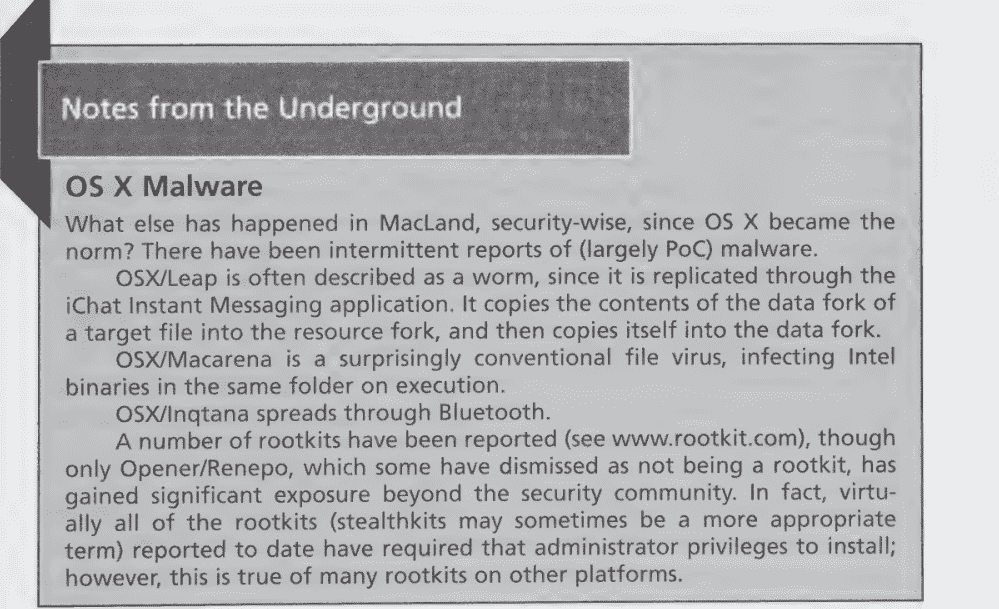 Notes from the Underground
OS X Malware
What else has happened in MacLand, security-wise, since OS X became the
norm? There have been intermittent reports of (largely PoC) malware.
OSX/Leap is often described as a worm, since it is replicated through the
iChat Instant Messaging application. It copies the contents of the data fork of
a target file into the resource fork, and then copies itself into the data fork.
OSX/Macarena is a surprisingly conventional file virus, infecting Intel
binaries in the same folder on execution.
OSX/Inqtana spreads through Bluetooth.
A number of rootkits have been reported (see www.rootkit.com), though
only Opener/Renepo, which some have dismissed as not being a rootkit, has
gained significant exposure beyond the security community. In fact, virtu-
ally all of the rootkits (stealthkits may sometimes be a more appropriate
term) reported to date have required that administrator privileges to install;
however, this is true of many rootkits on other platforms.